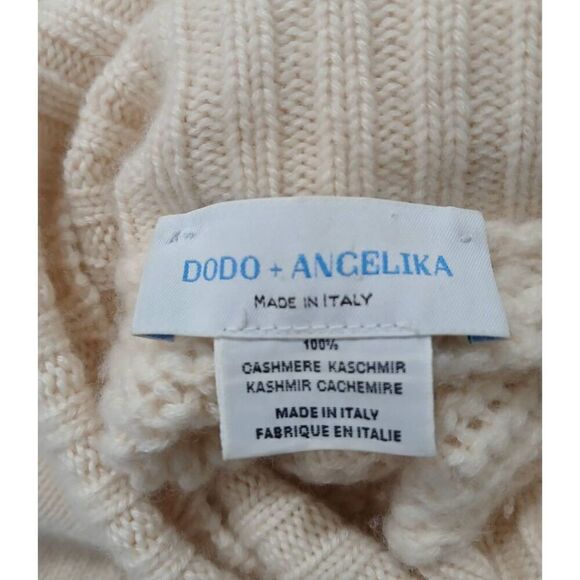 DODO + ANGELIKA
MADE IN ITALY
100%
CASHMERE KASCHMIR
KASHMIR CACHEMIRE
MADE IN ITALY
FABRIQUE EN ITALIE